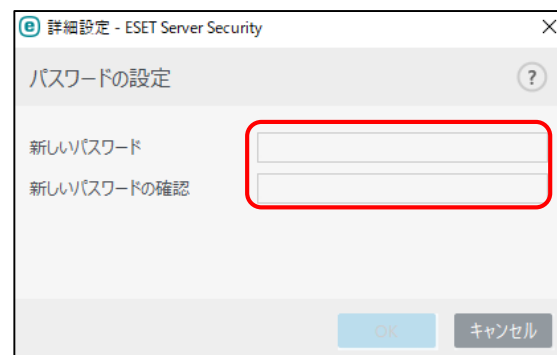 詳細設定 - ESET Server Security
パスワードの設定
?
新しいパスワード
新しいパスワードの確認
OK
キャンセル